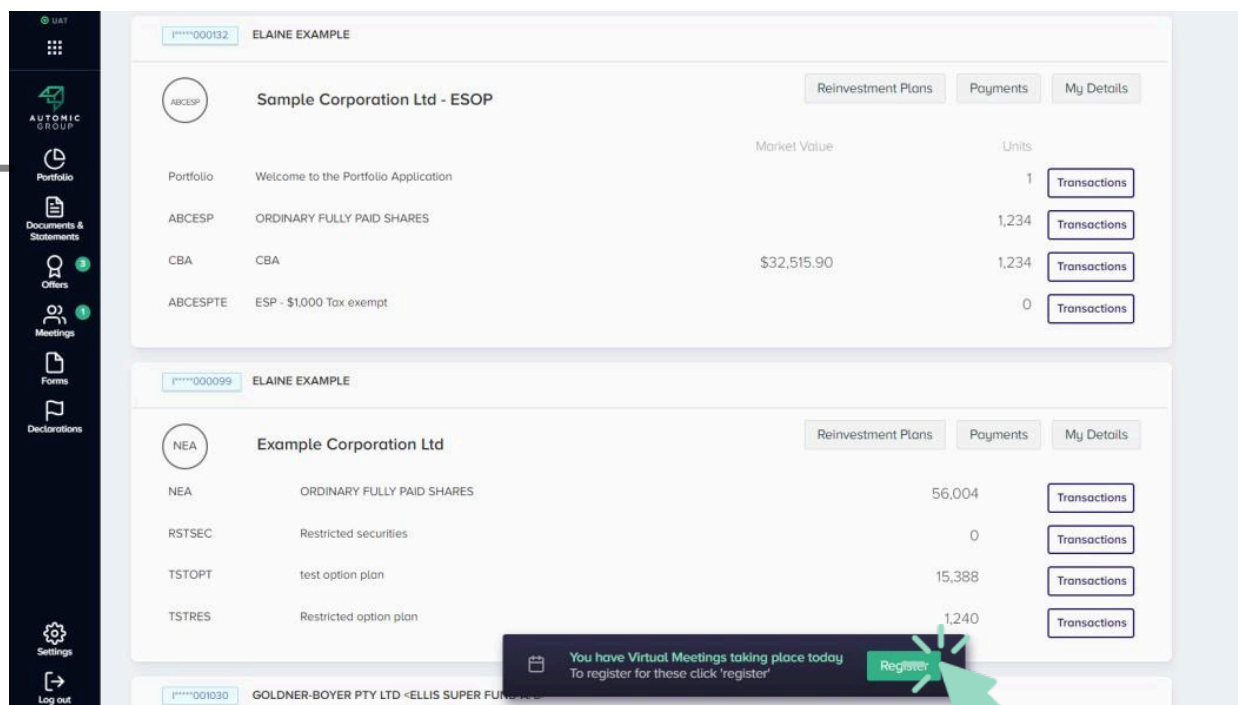 UAT
AUTOMIC
GROUP
Portfolio
Documents &
Statements
Offers
3
Meetings
1
Forms
Declarations
Settings
Log out
I*****000132 ELAINE EXAMPLE
ABCESP Sample Corporation Ltd - ESOP Reinvestment Plans Payments My Details
Market Value Units
Portfolio Welcome to the Portfolio Application 1 Transactions
ABCESP ORDINARY FULLY PAID SHARES 1,234 Transactions
CBA CBA $32,515.90 1,234 Transactions
ABCESPTE ESP - $1,000 Tax exempt 0 Transactions
I*****000099 ELAINE EXAMPLE
NEA Example Corporation Ltd Reinvestment Plans Payments My Details
NEA ORDINARY FULLY PAID SHARES 56,004 Transactions
RSTSEC Restricted securities 0 Transactions
TSTOPT test option plan 15,388 Transactions
TSTRES Restricted option plan 1,240 Transactions
You have Virtual Meetings taking place today
To register for these click 'register'
Register
I*****001030 GOLDNER-BOYER PTY LTD <ELLIS SUPER FUND